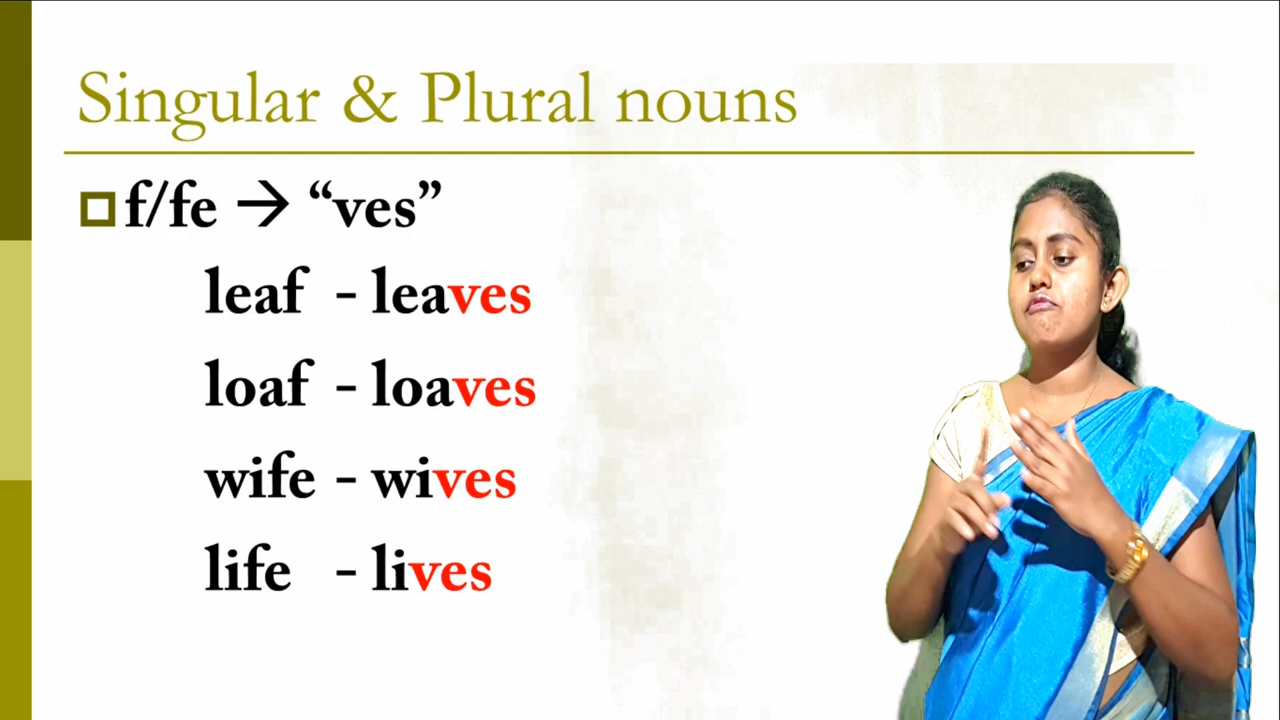 Singular & Plural nouns
f/fe → “ves”
leaf - leaves
loaf - loaves
wife - wives
life - lives